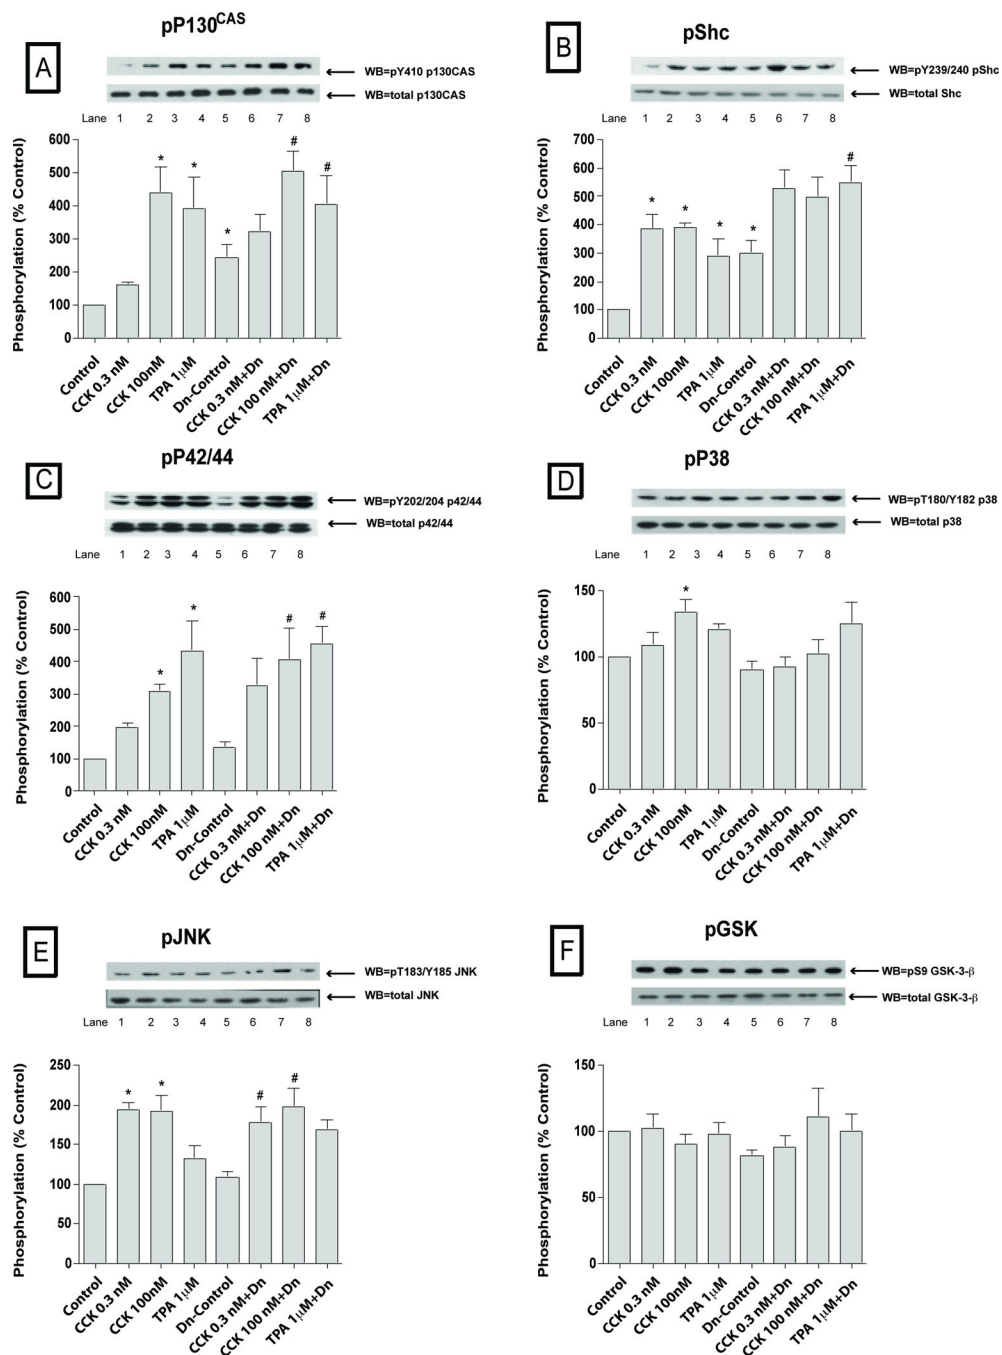 A
pP130CAS
WB=pY410 p130CAS
WB=total p130CAS
Lane 1 2 3 4 5 6 7 8
Phosphorylation (% Control)
600
500
400
300
200
100
0
* * * # #
Control
CCK 0.3 nM
CCK 100nM
TPA 1μM
Dn-Control
CCK 0.3 nM+Dn
CCK 100 nM+Dn
TPA 1μM+Dn
B
pShc
WB=pY239/240 pShc
WB=total Shc
Lane 1 2 3 4 5 6 7 8
Phosphorylation (% Control)
700
600
500
400
300
200
100
0
* * * * #
Control
CCK 0.3 nM
CCK 100nM
TPA 1μM
Dn-Control
CCK 0.3 nM+Dn
CCK 100 nM+Dn
TPA 1μM+Dn
C
pP42/44
WB=pY202/204 p42/44
WB=total p42/44
Lane 1 2 3 4 5 6 7 8
Phosphorylation (% Control)
600
500
400
300
200
100
0
* * # #
Control
CCK 0.3 nM
CCK 100nM
TPA 1μM
Dn-Control
CCK 0.3 nM+Dn
CCK 100 nM+Dn
TPA 1μM+Dn
D
pP38
WB=pT180/Y182 p38
WB=total p38
Lane 1 2 3 4 5 6 7 8
Phosphorylation (% Control)
150
100
50
0
*
Control
CCK 0.3 nM
CCK 100nM
TPA 1μM
Dn-Control
CCK 0.3 nM+Dn
CCK 100 nM+Dn
TPA 1μM+Dn
E
pJNK
WB=pT183/Y185 JNK
WB=total JNK
Lane 1 2 3 4 5 6 7 8
Phosphorylation (% Control)
250
200
150
100
50
0
* * # #
Control
CCK 0.3 nM
CCK 100nM
TPA 1μM
Dn-Control
CCK 0.3 nM+Dn
CCK 100 nM+Dn
TPA 1μM+Dn
F
pGSK
WB=pS9 GSK-3-β
WB=total GSK-3-β
Lane 1 2 3 4 5 6 7 8
Phosphorylation (% Control)
150
100
50
0
Control
CCK 0.3 nM
CCK 100nM
TPA 1μM
Dn-Control
CCK 0.3 nM+Dn
CCK 100 nM+Dn
TPA 1μM+Dn